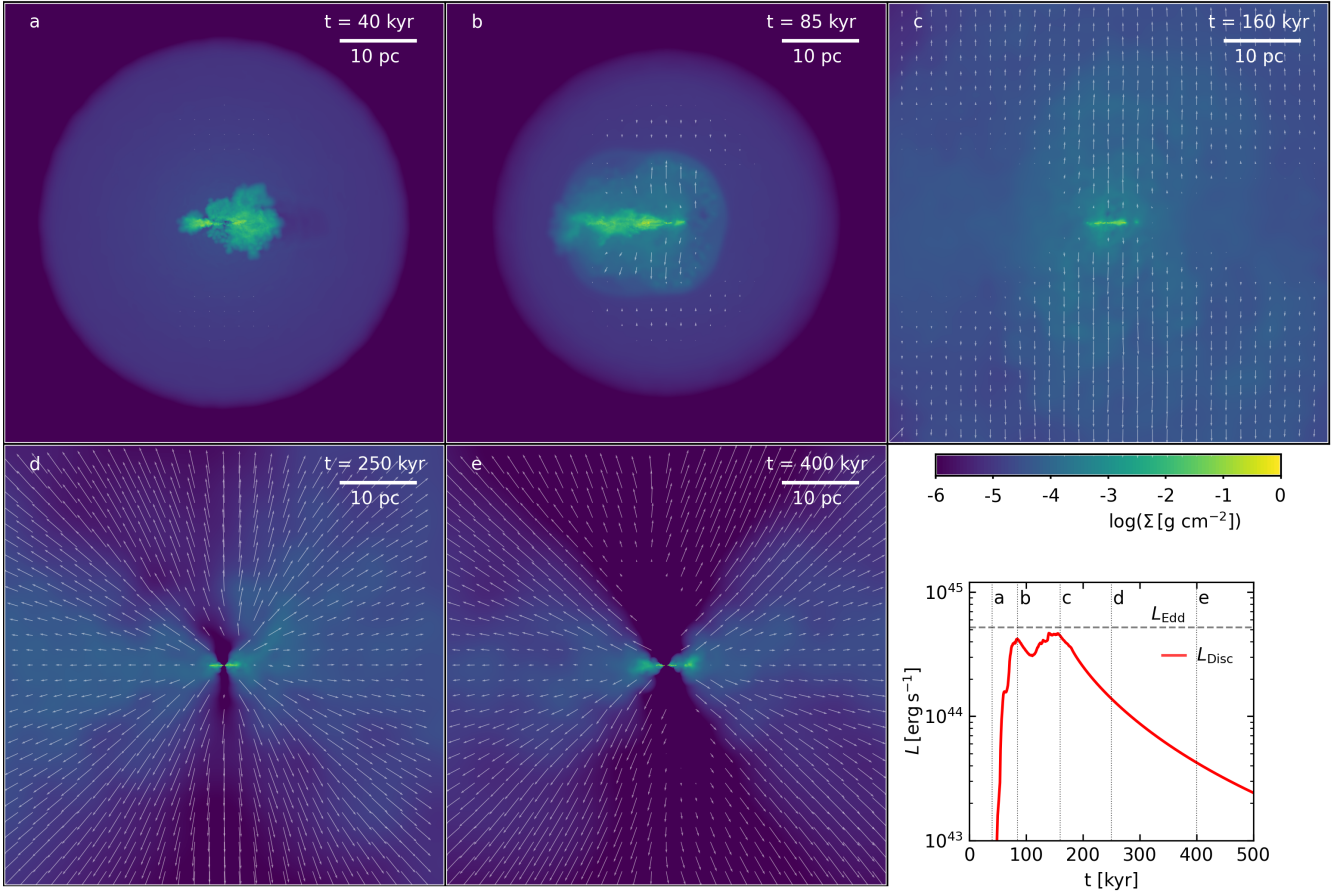 a
t = 40 kyr
10 pc
b
t = 85 kyr
10 pc
c
t = 160 kyr
10 pc
d
t = 250 kyr
10 pc
e
t = 400 kyr
10 pc
-6 -5 -4 -3 -2 -1 0
log(Σ [g cm⁻²])
10⁴⁵
a b c d e
L_Edd
L_Disc
10⁴⁴
L [erg s⁻¹]
10⁴³
0 100 200 300 400 500
t [kyr]